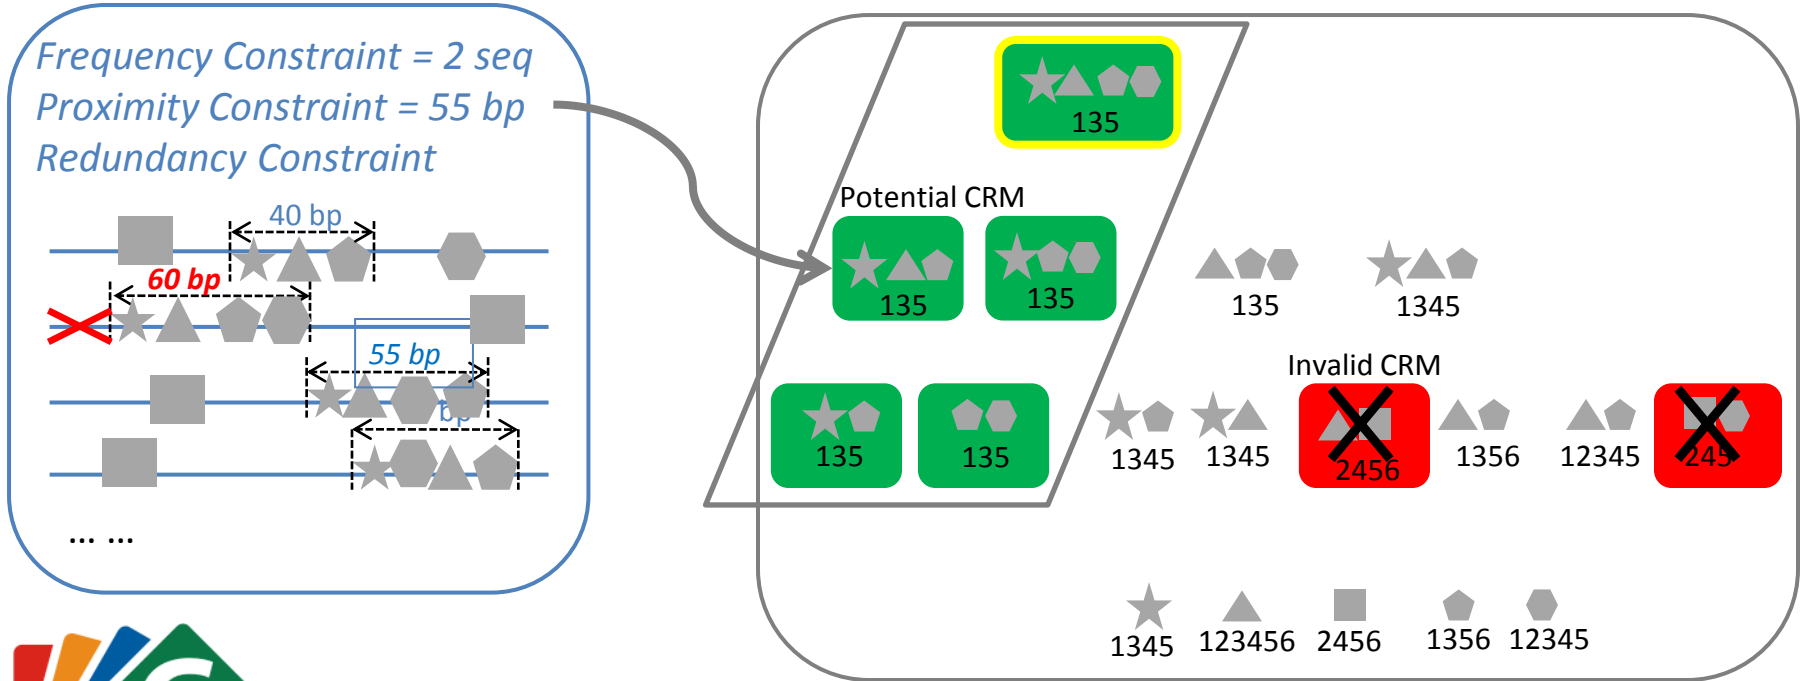 Frequency Constraint = 2 seq
Proximity Constraint = 55 bp
Redundancy Constraint
40 bp
60 bp
55 bp
bp
... ...
135
Potential CRM
135
135
135
1345
Invalid CRM
135
135
1345
1345
2456
1356
12345
245
1345
123456
2456
1356
12345